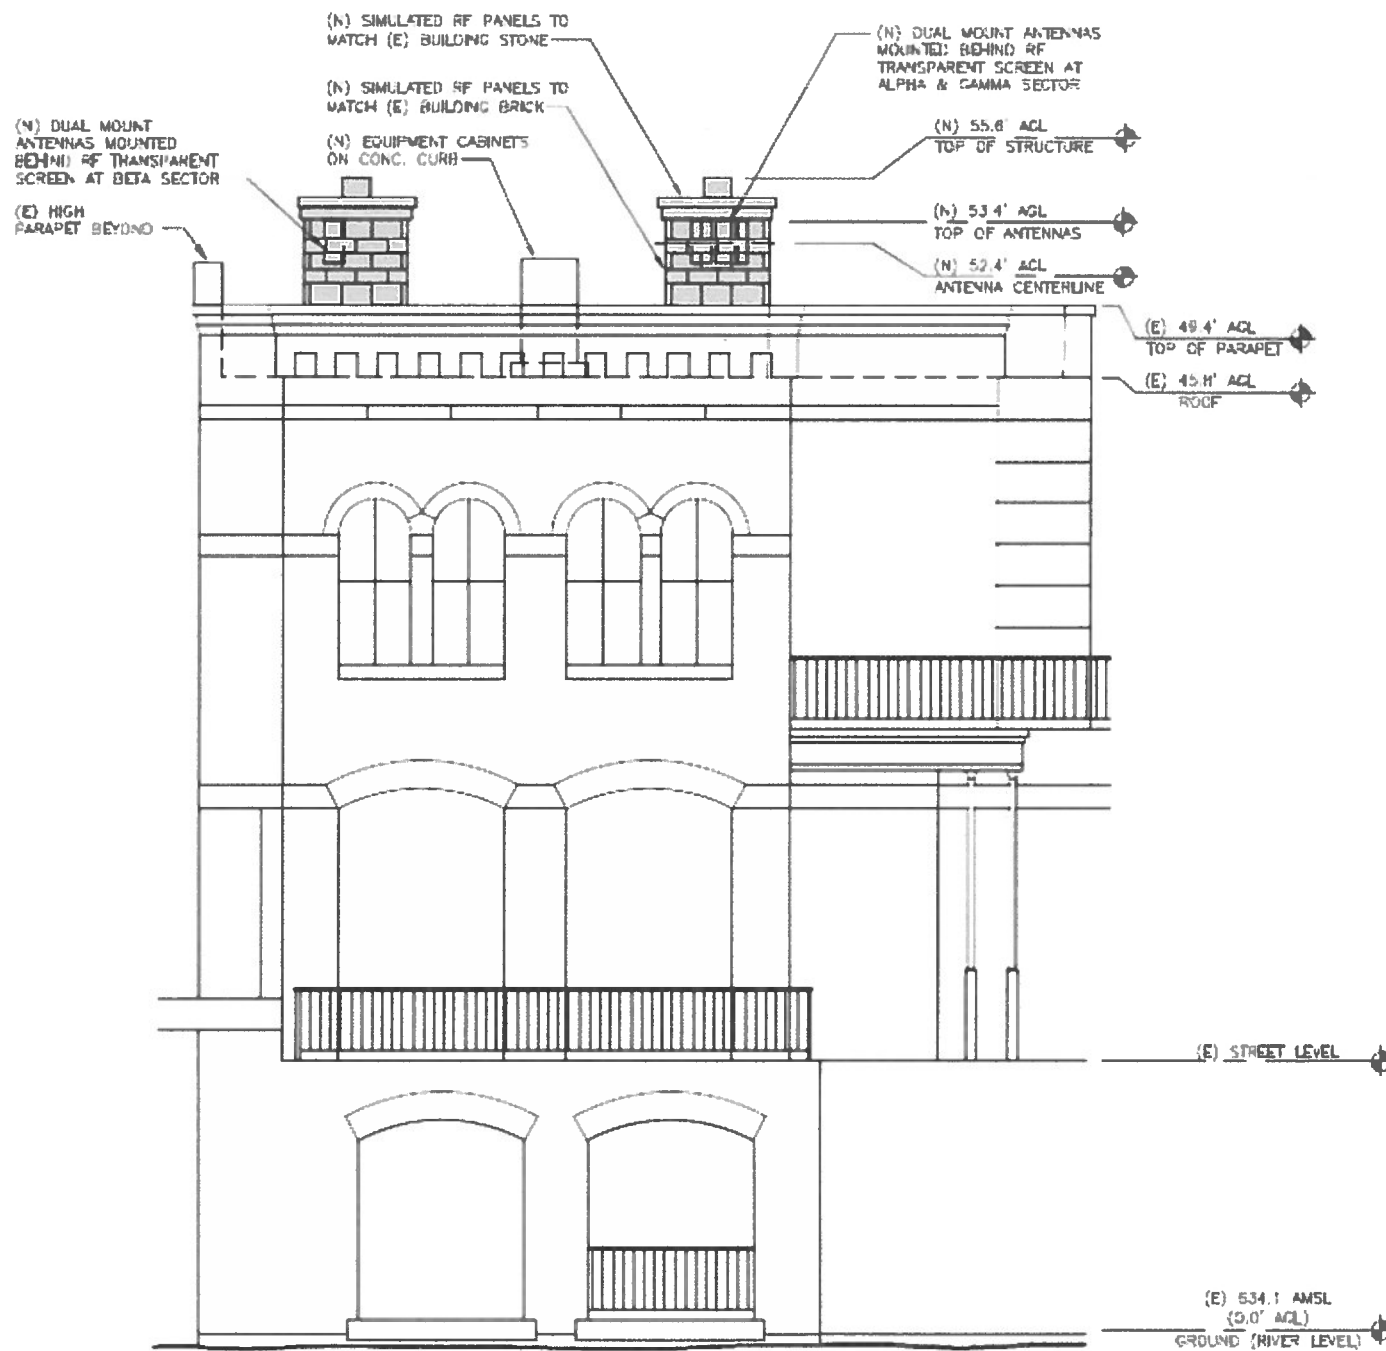 (N) SIMULATED RF PANELS TO
MATCH (E) BUILDING STONE
(N) SIMULATED RF PANELS TO
MATCH (E) BUILDING BRICK
(N) EQUIPMENT CABINETS
ON CONC. CURB
(N) DUAL MOUNT
ANTENNAS MOUNTED
BEHIND RF TRANSPARENT
SCREEN AT BETA SECTOR
(E) HIGH
PARAPET BEYOND
(N) DUAL MOUNT ANTENNAS
MOUNTED BEHIND RF
TRANSPARENT SCREEN AT
ALPHA & GAMMA SECTOR
(N) 55.6' AGL
TOP OF STRUCTURE
(N) 53.4' AGL
TOP OF ANTENNAS
(N) 52.4' AGL
ANTENNA CENTERLINE
(E) 49.4' AGL
TOP OF PARAPET
(E) 45.8' AGL
ROOF
(E) STREET LEVEL
(E) 634.1 AMSL
(0.0' AGL)
GROUND (RIVER LEVEL)